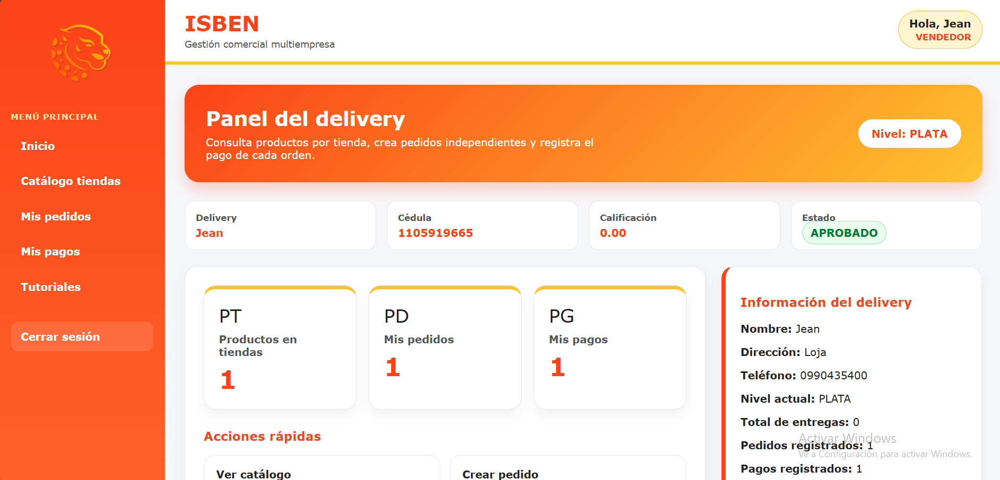 ISBEN
Gestión comercial multiempresa
Hola, Jean
VENDEDOR
MENÚ PRINCIPAL
Inicio
Catálogo tiendas
Mis pedidos
Mis pagos
Tutoriales
Cerrar sesión
Panel del delivery
Consulta productos por tienda, crea pedidos independientes y registra el
pago de cada orden.
Nivel: PLATA
Delivery
Jean
Cédula
1105919665
Calificación
0.00
Estado
APROBADO
PT
Productos en
tiendas
1
PD
Mis pedidos
1
PG
Mis pagos
1
Acciones rápidas
Ver catálogo
Crear pedido
Información del delivery
Nombre: Jean
Dirección: Loja
Teléfono: 0990435400
Nivel actual: PLATA
Total de entregas: 0
Pedidos registrados: 1
Pagos registrados: 1
Activar Windows
Ve a Configuración para activar Windows.